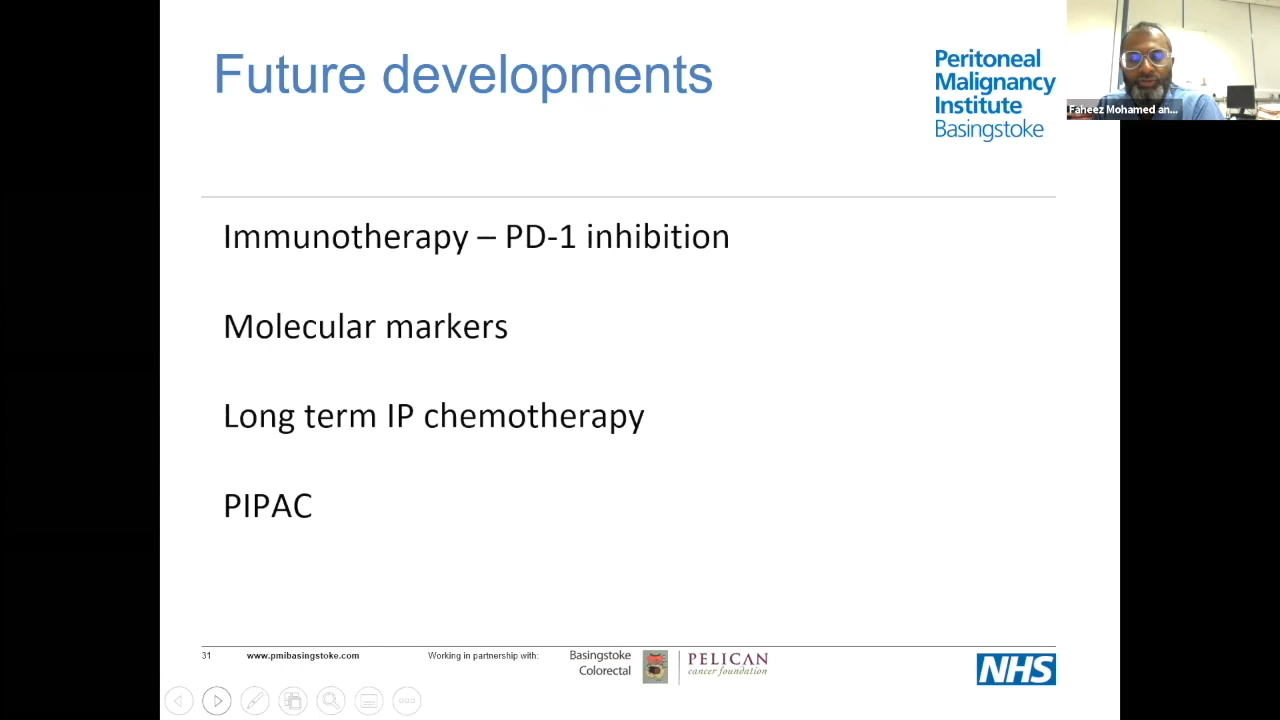 Future developments
Peritoneal
Malignancy
Institute
Basingstoke
Faheez Mohamed an...
Immunotherapy – PD-1 inhibition
Molecular markers
Long term IP chemotherapy
PIPAC
31
www.pmibasingstoke.com
Working in partnership with:
Basingstoke
Colorectal
PELICAN
cancer foundation
NHS